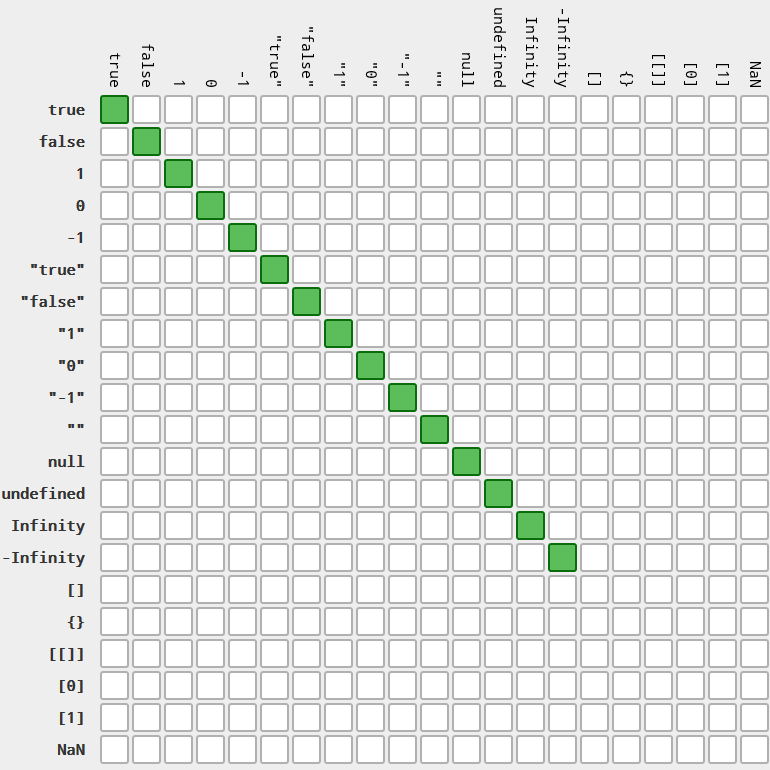 true
false
1
0
-1
"true"
"false"
"1"
"0"
"-1"
""
null
undefined
Infinity
-Infinity
[]
{}
[[]]
[0]
[1]
NaN
true
false
1
0
-1
"true"
"false"
"1"
"0"
"-1"
""
null
undefined
Infinity
-Infinity
[]
{}
[[]]
[0]
[1]
NaN